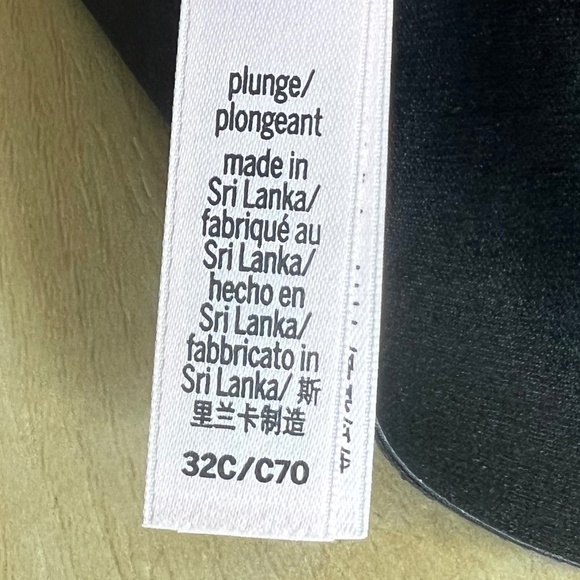 plunge/
plongeant
made in
Sri Lanka/
fabriqué au
Sri Lanka/
hecho en
Sri Lanka/
fabbricato in
Sri Lanka/ 斯
里兰卡制造
32C/C70